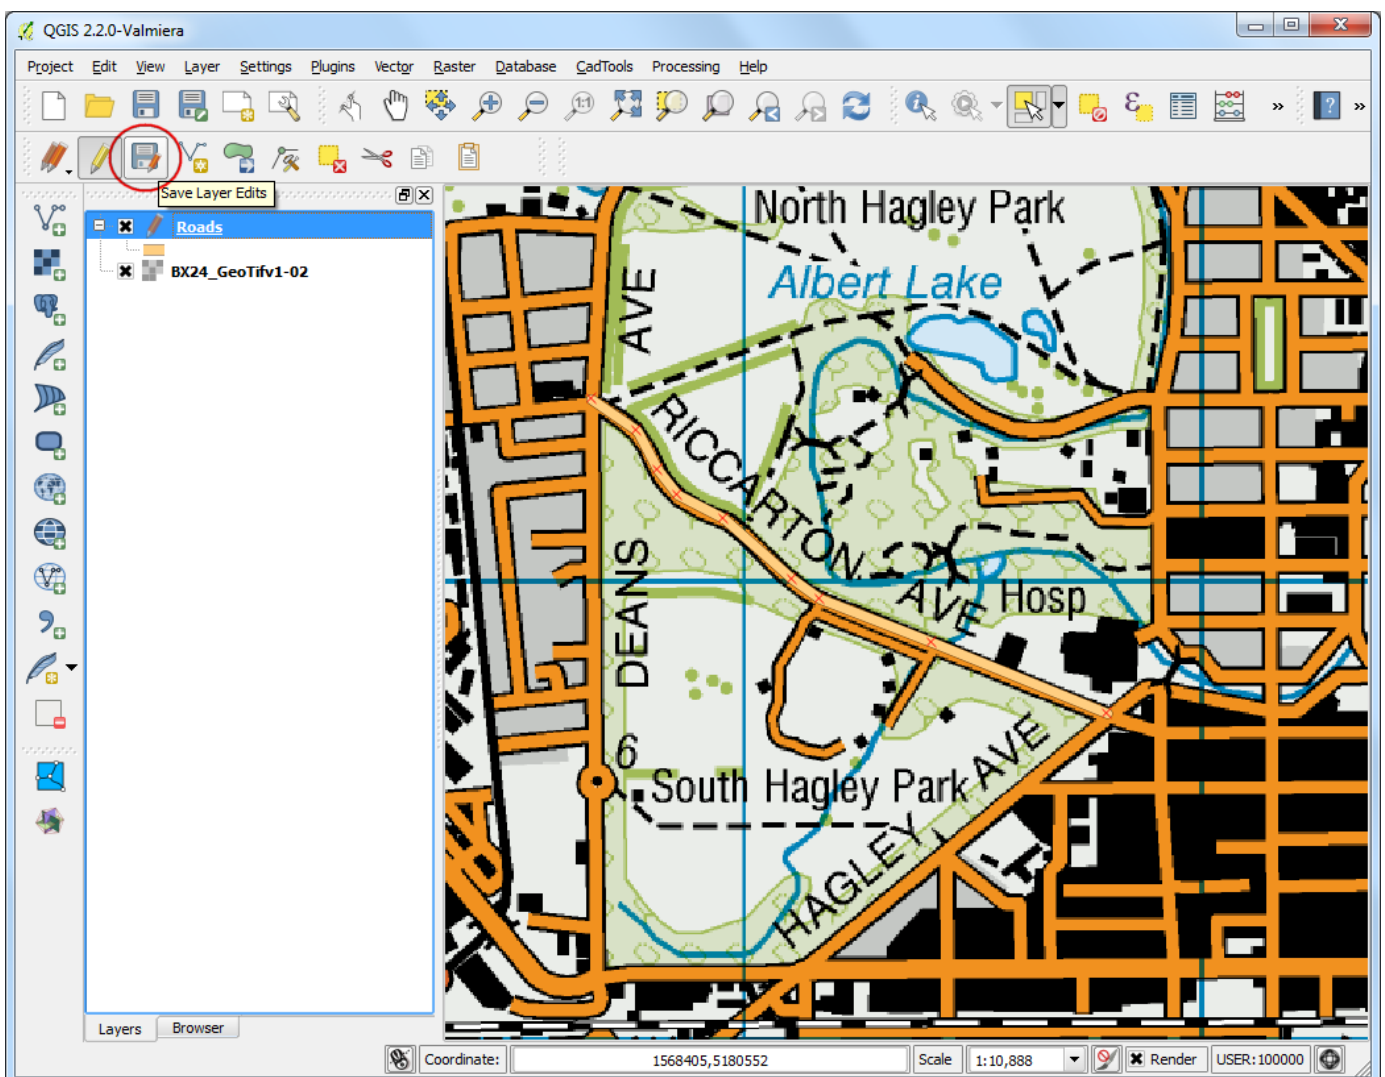 QGIS 2.2.0-Valmiera
Project Edit View Layer Settings Plugins Vector Raster Database CadTools Processing Help
1:1
ε
»
?
»
Save Layer Edits
Roads
BX24_GeoTifv1-02
North Hagley Park
Albert Lake
AVE
RICCARTON AVE
Hosp
DEANS
6
South Hagley Park
HAGLEY AVE
Layers Browser
Coordinate: 1568405,5180552 Scale 1:10,888 Render USER:100000